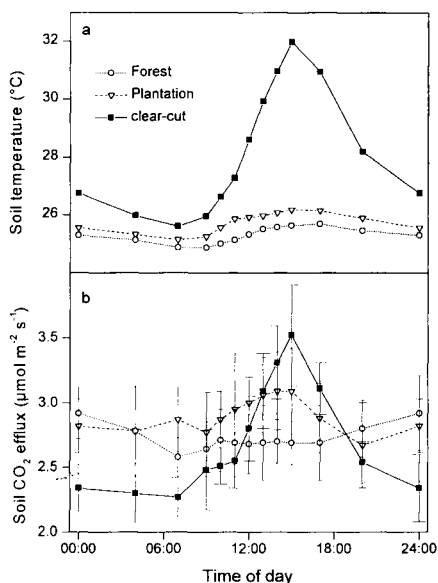 a
Forest
Plantation
clear-cut
Soil temperature (°C)
32
30
28
26
b
Soil CO₂ efflux (μmol m⁻² s⁻¹)
3.5
3.0
2.5
2.0
00:00 06:00 12:00 18:00 24:00
Time of day